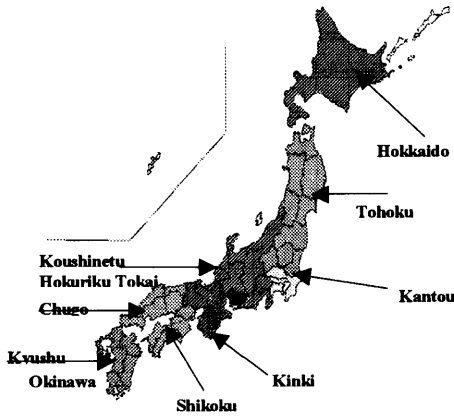 Hokkaido
Tohoku
Koushinetu
Hokuriku Tokai
Kantou
Chugo
Kyushu
Okinawa
Kinki
Shikoku